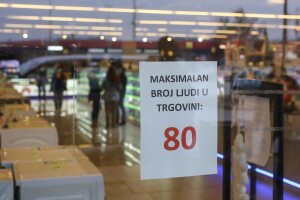 MAKSIMALAN
BROJ LJUDI U
TRGOVINI:
80